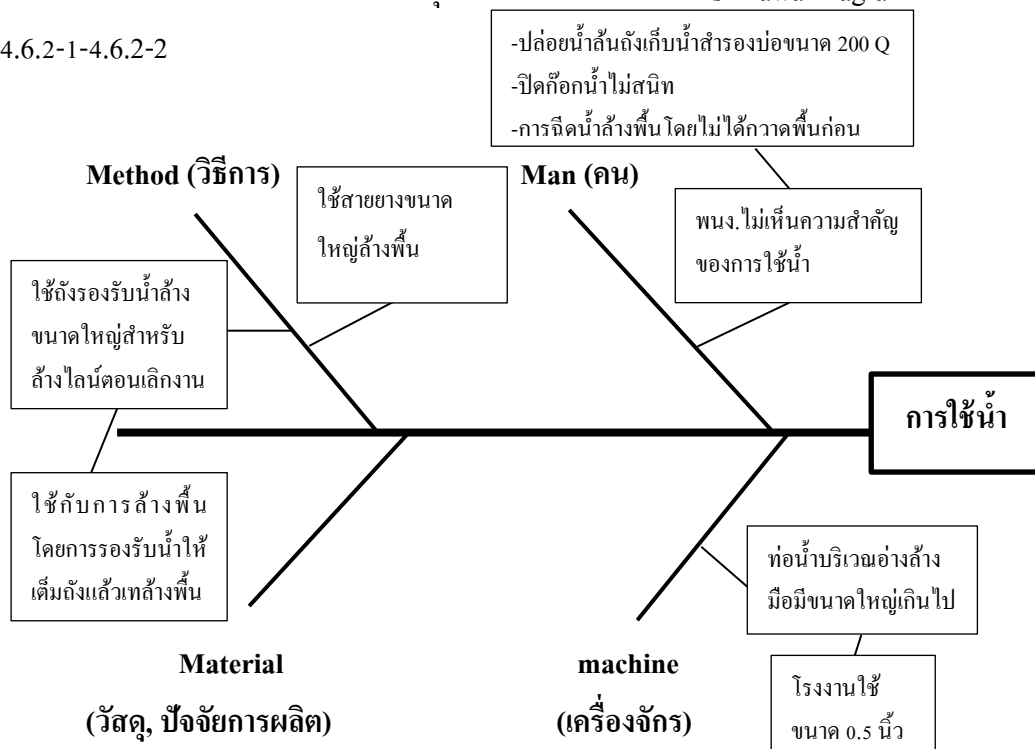 4.6.2-1-4.6.2-2
-ปล่อยน้ำล้นถังเก็บน้ำสำรองบ่อขนาด 200 Q
-ปิดก๊อกน้ำไม่สนิท
-การฉีดน้ำล้างพื้นโดยไม่ได้กวาดพื้นก่อน
Method (วิธีการ)
Man (คน)
ใช้สายยางขนาด
ใหญ่ล้างพื้น
พนง.ไม่เห็นความสำคัญ
ของการใช้น้ำ
ใช้ถังรองรับน้ำล้าง
ขนาดใหญ่สำหรับ
ล้างไลน์ตอนเลิกงาน
การใช้น้ำ
ใช้กับการล้างพื้น
โดยการรองรับน้ำให้
เต็มถังแล้วเทล้างพื้น
ท่อน้ำบริเวณอ่างล้าง
มือมีขนาดใหญ่เกินไป
Material
(วัสดุ, ปัจจัยการผลิต)
machine
(เครื่องจักร)
โรงงานใช้
ขนาด 0.5 นิ้ว